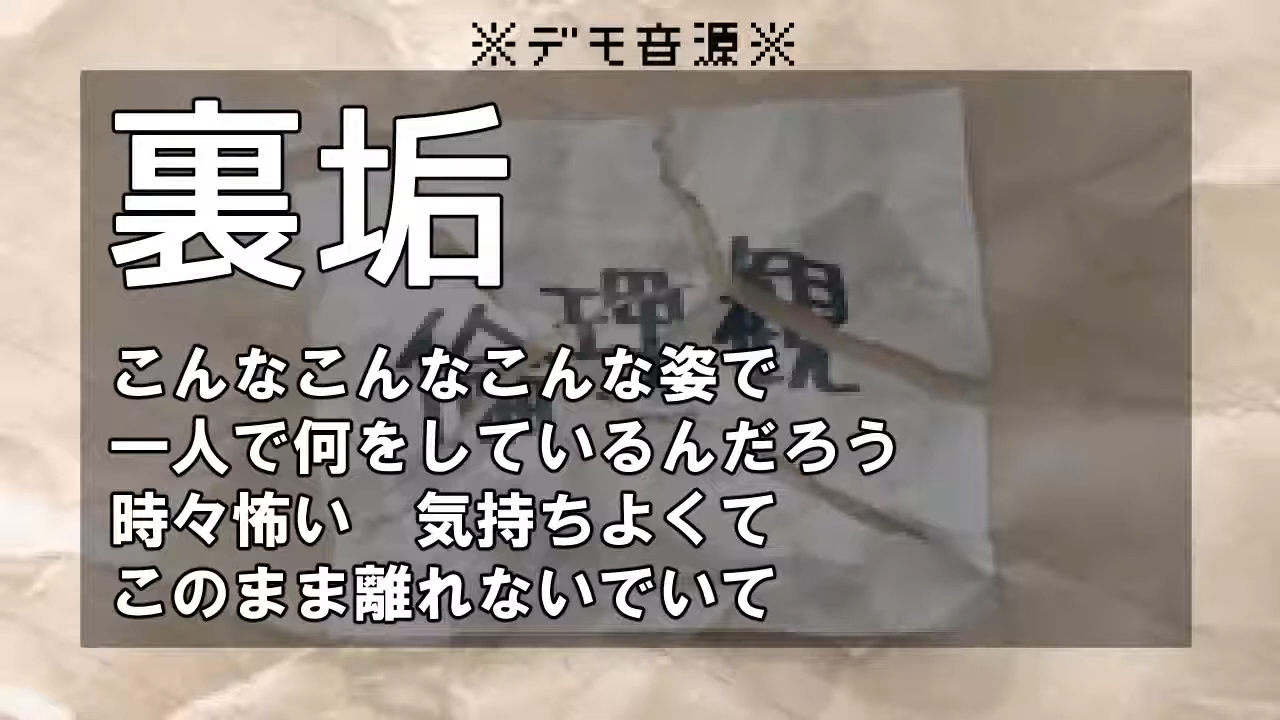 ※デモ音源※
裏垢
倫理観
こんなこんなこんな姿で
一人で何をしているんだろう
時々怖い　気持ちよくて
このまま離れないでいて